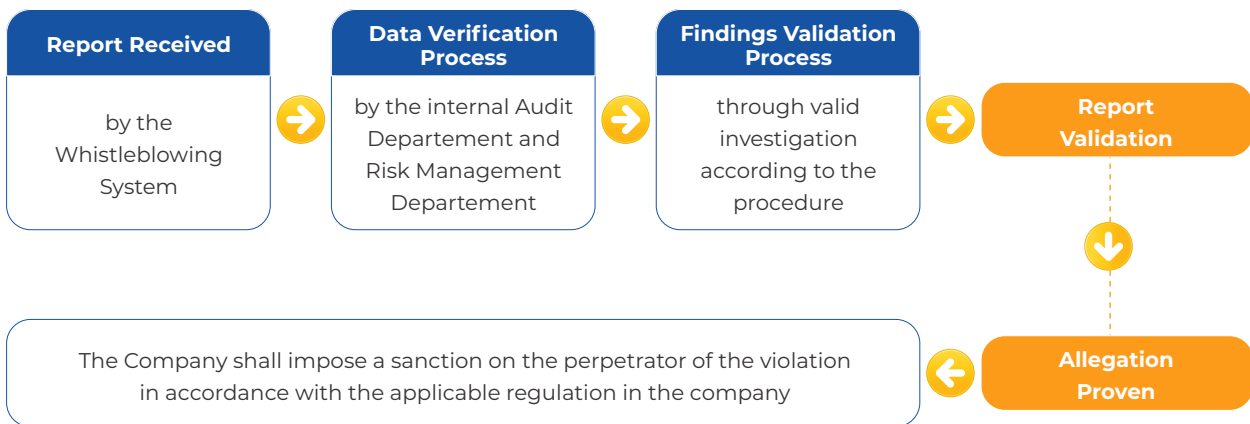 Report Received
by the
Whistleblowing
System
Data Verification
Process
by the internal Audit
Departement and
Risk Management
Departement
Findings Validation
Process
through valid
investigation
according to the
procedure
Report
Validation
Allegation
Proven
The Company shall impose a sanction on the perpetrator of the violation
in accordance with the applicable regulation in the company